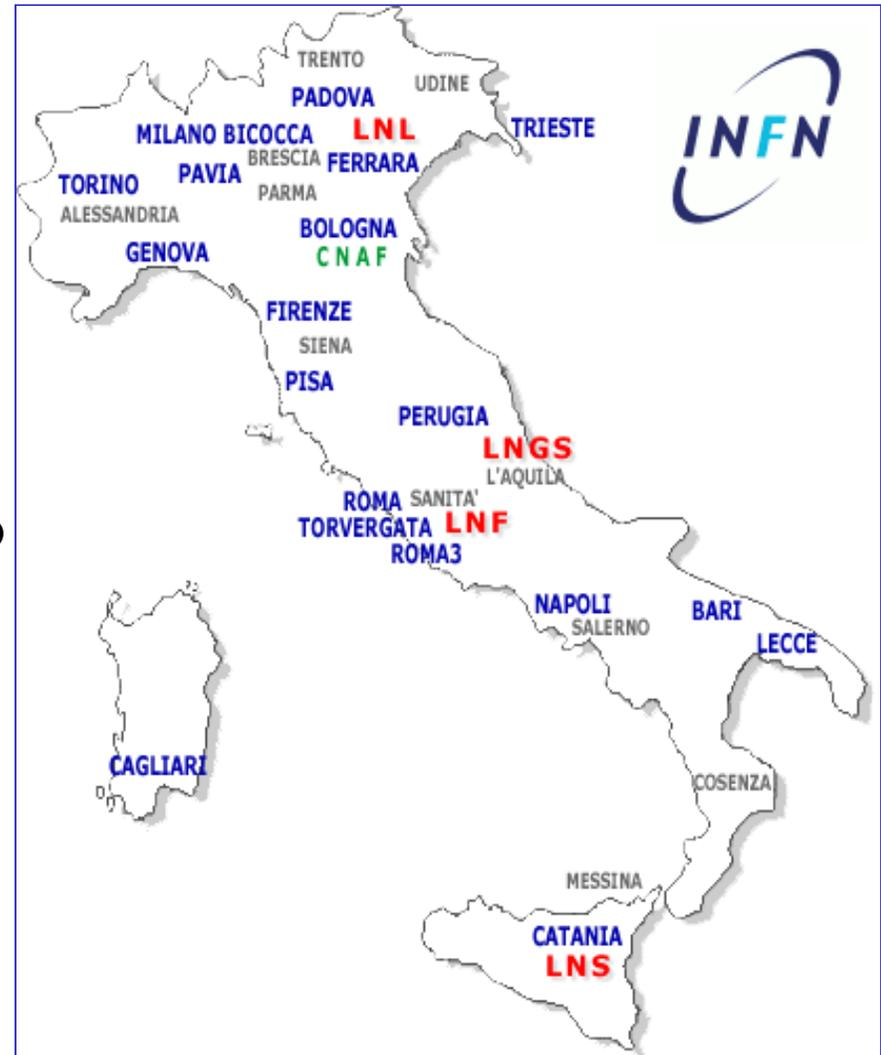 TRENTO
UDINE
PADOVA
INFN
MILANO BICOCCA
LNL
TRIESTE
BRESCIA
FERRARA
PAVIA
TORINO
PARMA
ALESSANDRIA
BOLOGNA
GENOVA
CNAF
FIRENZE
SIENA
PISA
PERUGIA
LNGS
L'AQUILA
ROMA
SANITA'
TORVERGATA
LNF
ROMA3
NAPOLI
BARI
SALERNO
LECCE
CAGLIARI
COSENZA
MESSINA
CATANIA
LNS